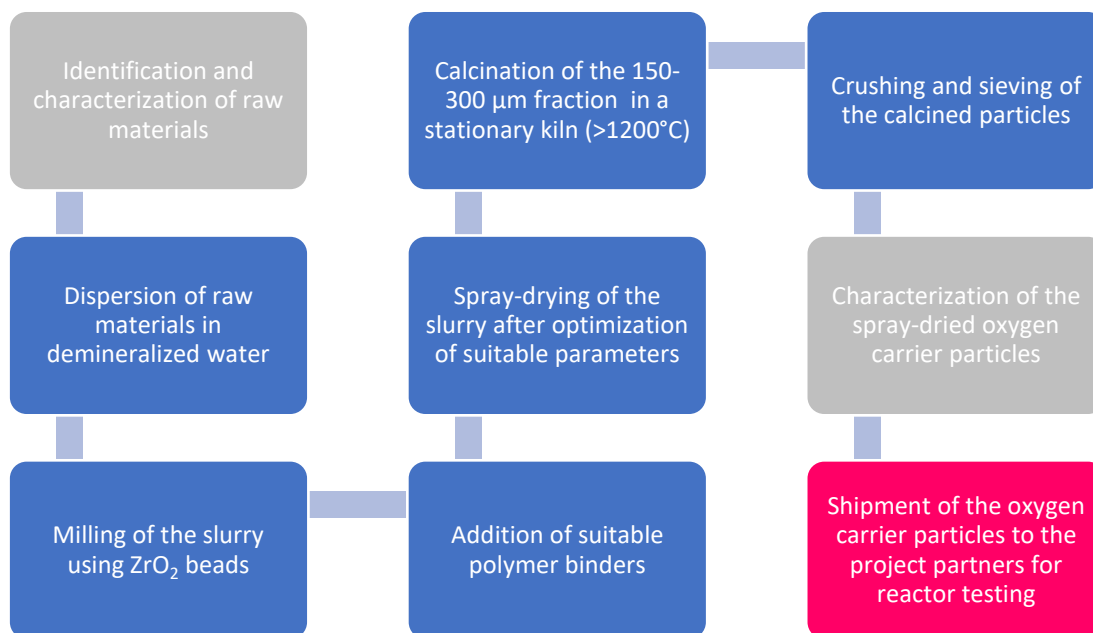 Identification and
characterization of raw
materials
Dispersion of raw
materials in
demineralized water
Milling of the slurry
using ZrO₂ beads
Addition of suitable
polymer binders
Spray-drying of the
slurry after optimization
of suitable parameters
Calcination of the 150-
300 µm fraction in a
stationary kiln (>1200°C)
Crushing and sieving of
the calcined particles
Characterization of the
spray-dried oxygen
carrier particles
Shipment of the oxygen
carrier particles to the
project partners for
reactor testing